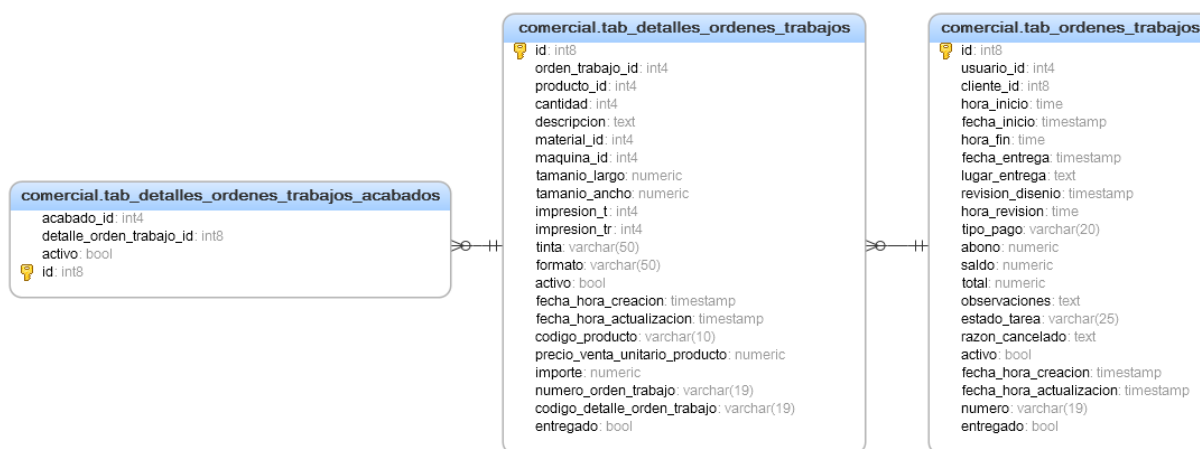 comercial.tab_detalles_ordenes_trabajos_acabados
acabado_id: int4
detalle_orden_trabajo_id: int8
activo: bool
id: int8
comercial.tab_detalles_ordenes_trabajos
id: int8
orden_trabajo_id: int4
producto_id: int4
cantidad: int4
descripcion: text
material_id: int4
maquina_id: int4
tamanio_largo: numeric
tamanio_ancho: numeric
impresion_t: int4
impresion_tr: int4
tinta: varchar(50)
formato: varchar(50)
activo: bool
fecha_hora_creacion: timestamp
fecha_hora_actualizacion: timestamp
codigo_producto: varchar(10)
precio_venta_unitario_producto: numeric
importe: numeric
numero_orden_trabajo: varchar(19)
codigo_detalle_orden_trabajo: varchar(19)
entregado: bool
comercial.tab_ordenes_trabajos
id: int8
usuario_id: int4
cliente_id: int8
hora_inicio: time
fecha_inicio: timestamp
hora_fin: time
fecha_entrega: timestamp
lugar_entrega: text
revision_disenio: timestamp
hora_revision: time
tipo_pago: varchar(20)
abono: numeric
saldo: numeric
total: numeric
observaciones: text
estado_tarea: varchar(25)
razon_cancelado: text
activo: bool
fecha_hora_creacion: timestamp
fecha_hora_actualizacion: timestamp
numero: varchar(19)
entregado: bool